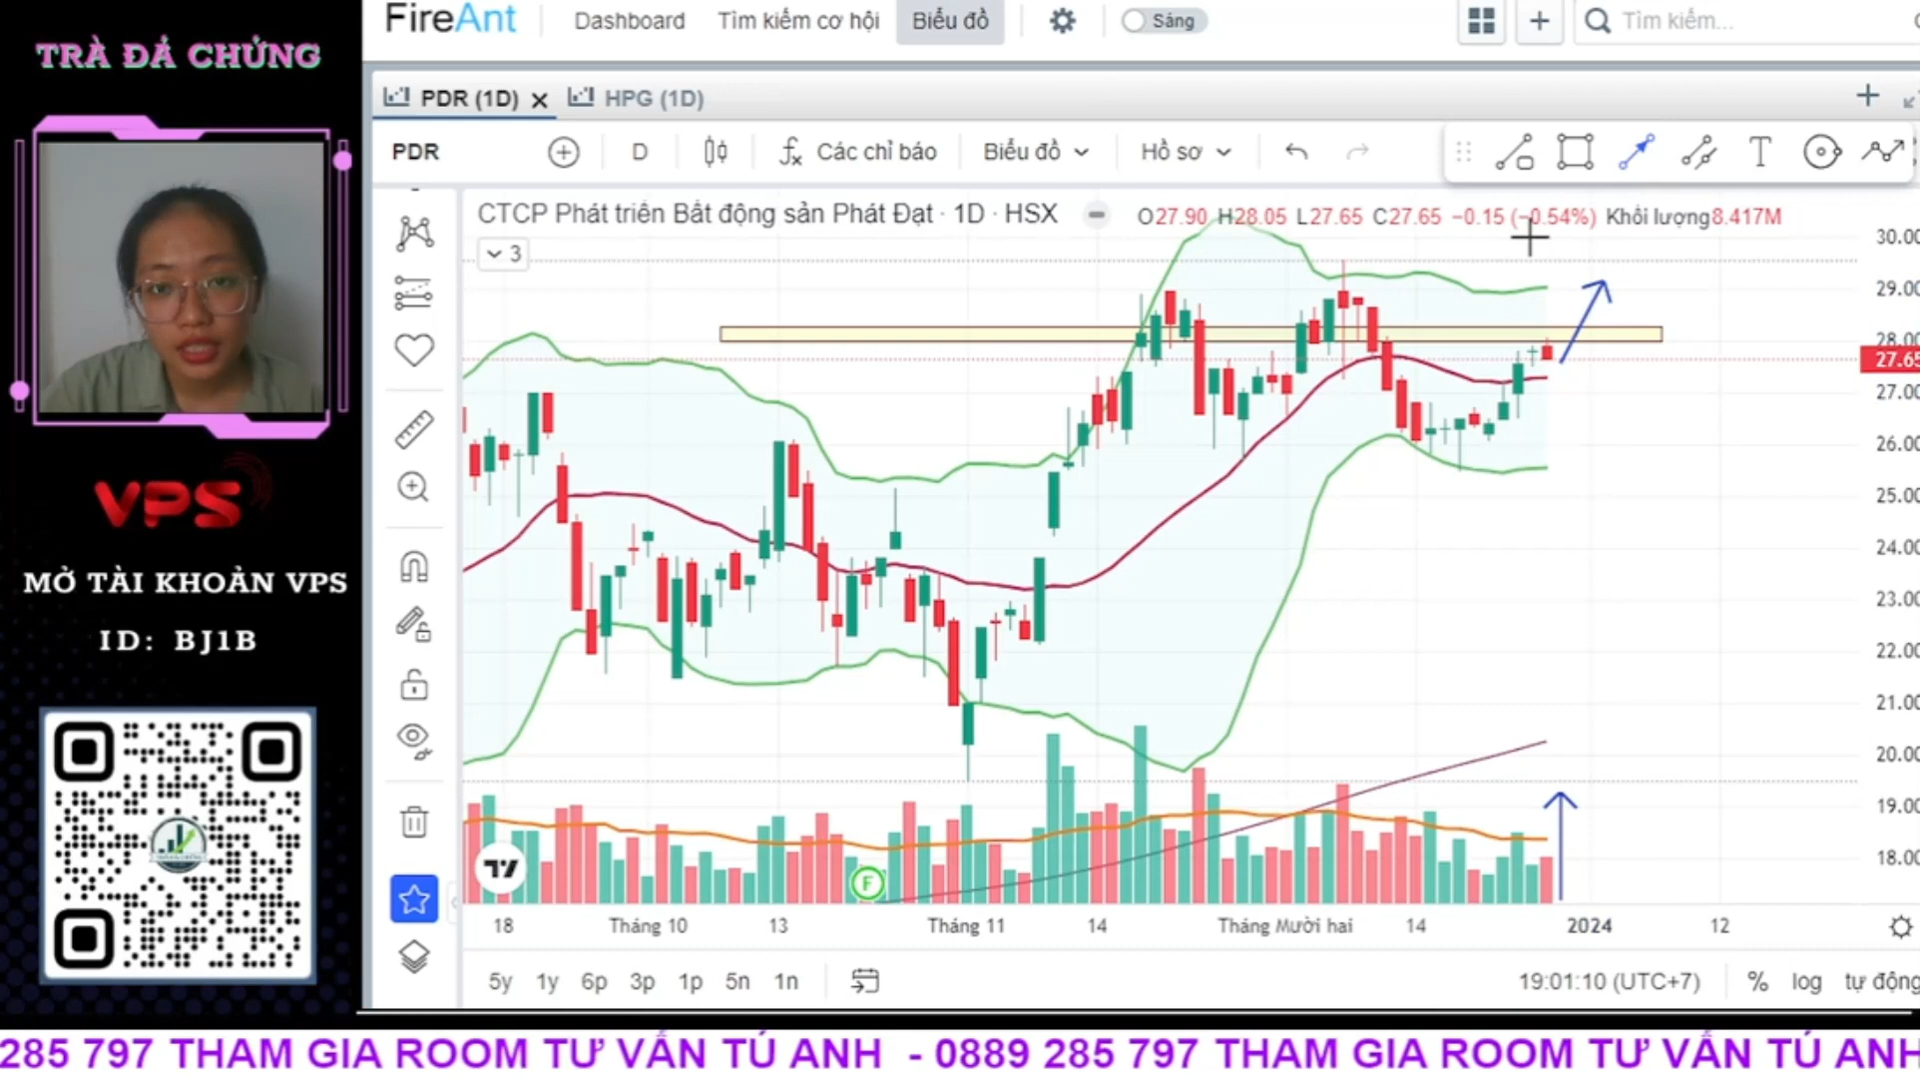 TRÀ ĐÁ CHỨNG
VPS
MỞ TÀI KHOẢN VPS
ID: BJ1B
FireAnt
Dashboard
Tìm kiếm cơ hội
Biểu đồ
Sáng
Tìm kiếm...
PDR (1D)
HPG (1D)
PDR
D
Các chỉ báo
Biểu đồ
Hồ sơ
T
CTCP Phát triển Bất động sản Phát Đạt · 1D · HSX
O27.90 H28.05 L27.65 C27.65 −0.15 (−0.54%) Khối lượng8.417M
3
30.00
29.00
28.00
27.65
27.00
26.00
25.00
24.00
23.00
22.00
21.00
20.00
19.00
18.00
F
18
Tháng 10
13
Tháng 11
14
Tháng Mười hai
14
2024
12
5y
1y
6p
3p
1p
5n
1n
19:01:10 (UTC+7)
%
log
tự động
285 797 THAM GIA ROOM TƯ VẤN TÚ ANH - 0889 285 797 THAM GIA ROOM TƯ VẤN TÚ ANH